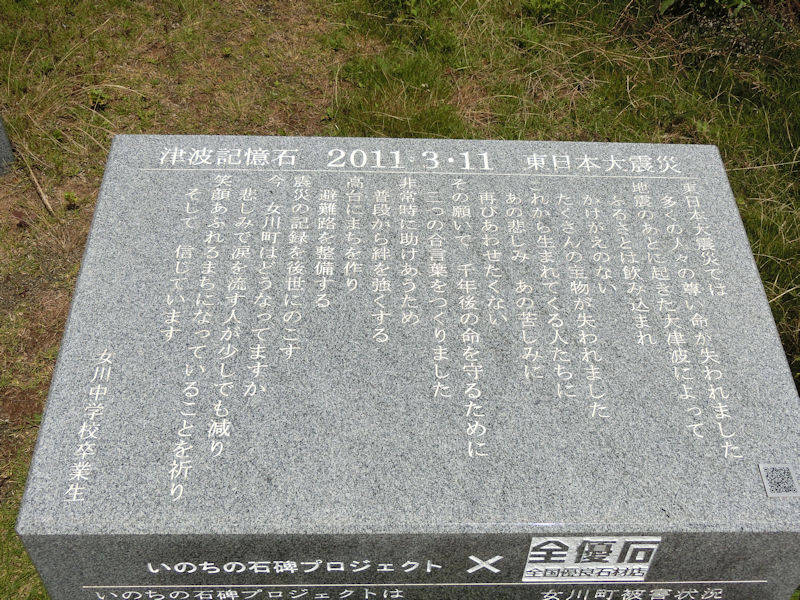 津波記憶石 2011・3・11 東日本大震災
東日本大震災では
多くの人々の尊い命が失われました
地震のあとに起きた大津波によって
ふるさとは飲み込まれ
かけがえのない
たくさんの宝物が失われました
これから生まれてくる人たちに
あの悲しみ あの苦しみに
再びあわせたくない
その願いで 千年後の命を守るために
三つの合言葉をつくりました
非常時に助けあうため
普段から絆を強くする
高台にまちを作り
避難路を整備する
震災の記録を後世にのこす
今 女川町はどうなってますか
悲しみで涙を流す人が少しでも減り
笑顔あふれるまちになっていることを祈り
そして 信じています
女川中学校卒業生
いのちの石碑プロジェクト × 全優石
全国優良石材店
いのちの石碑プロジェクトは
女川町被害状況